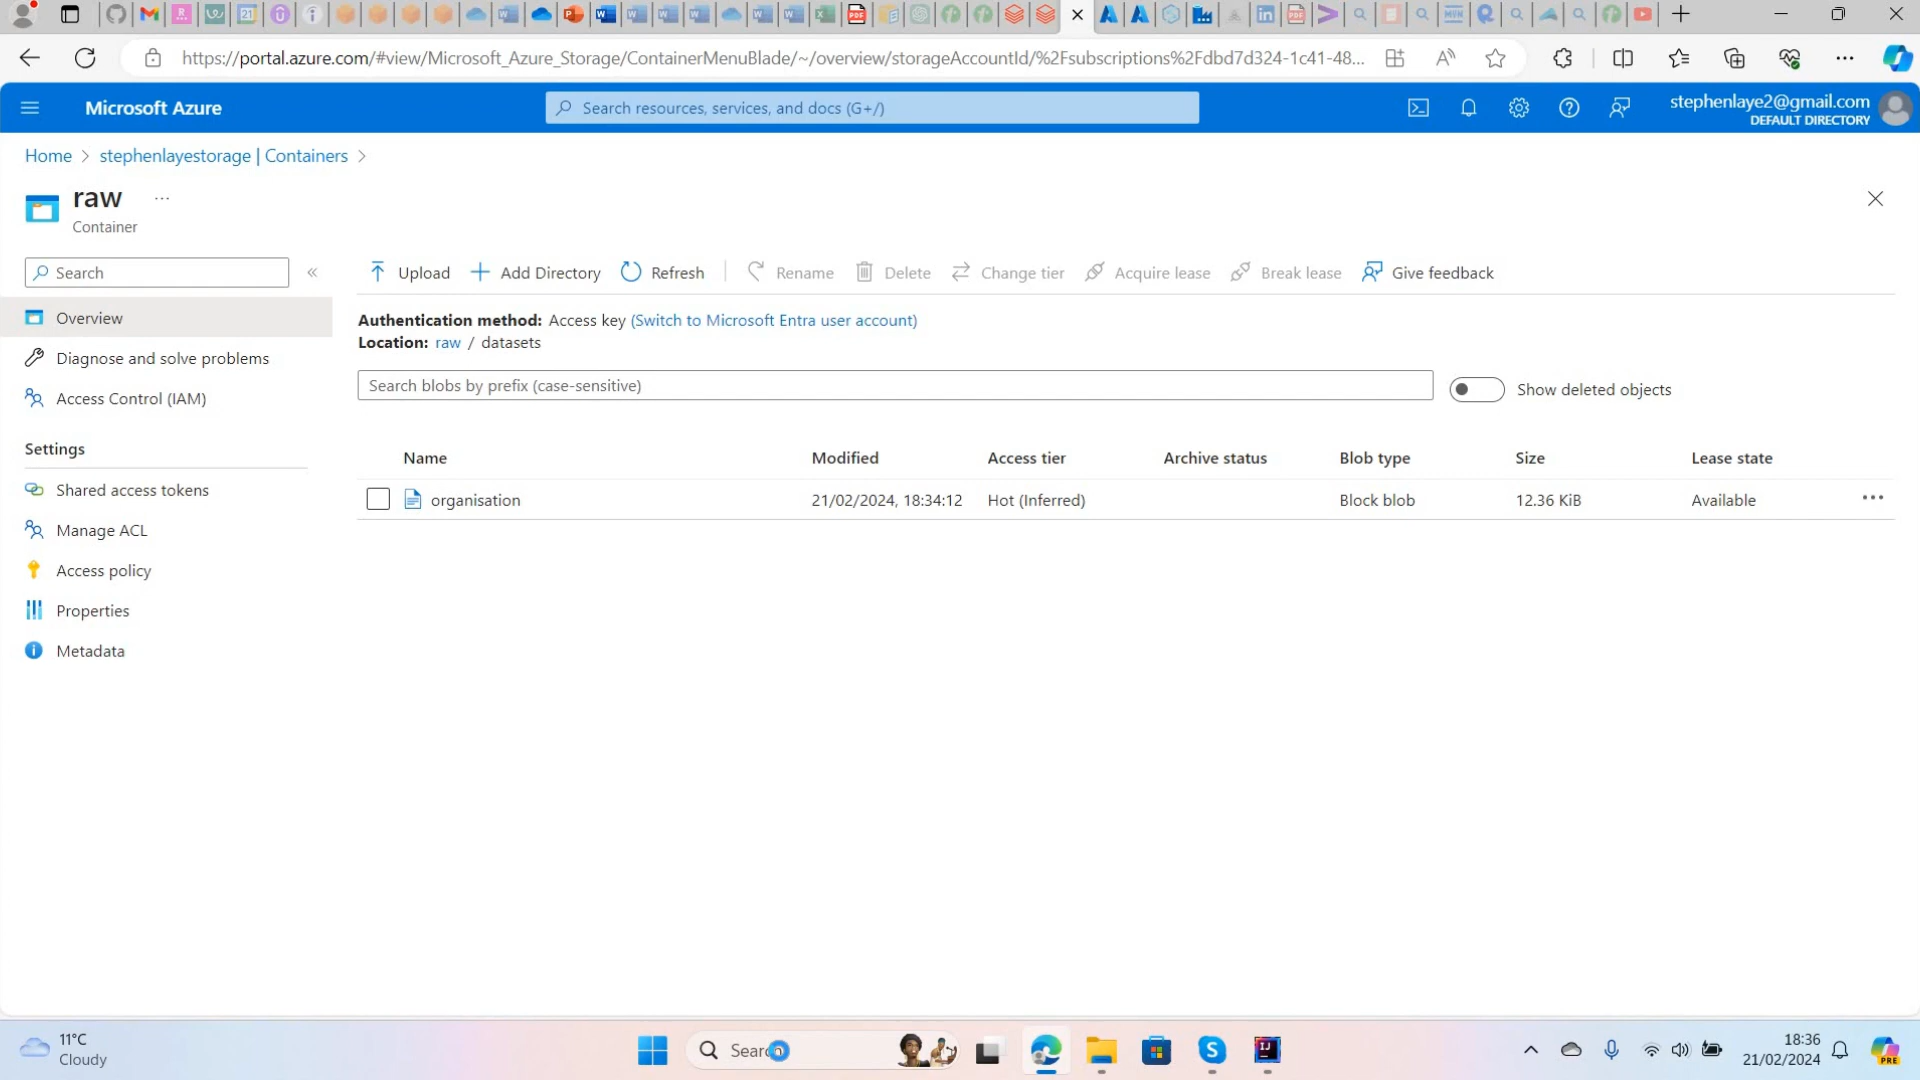 https://portal.azure.com/#view/Microsoft_Azure_Storage/ContainerMenuBlade/~/overview/storageAccountId/%2Fsubscriptions%2Fdbd7d324-1c41-48...
Microsoft Azure
Search resources, services, and docs (G+/)
stephenlaye2@gmail.com
DEFAULT DIRECTORY
Home > stephenlayestorage | Containers >
raw ...
Container
Search
«
Upload
Add Directory
Refresh
Rename
Delete
Change tier
Acquire lease
Break lease
Give feedback
Overview
Diagnose and solve problems
Access Control (IAM)
Settings
Shared access tokens
Manage ACL
Access policy
Properties
Metadata
Authentication method: Access key (Switch to Microsoft Entra user account)
Location: raw / datasets
Search blobs by prefix (case-sensitive)
Show deleted objects
Name Modified Access tier Archive status Blob type Size Lease state
organisation 21/02/2024, 18:34:12 Hot (Inferred) Block blob 12.36 KiB Available ...
11°C
Cloudy
Search
18:36
21/02/2024